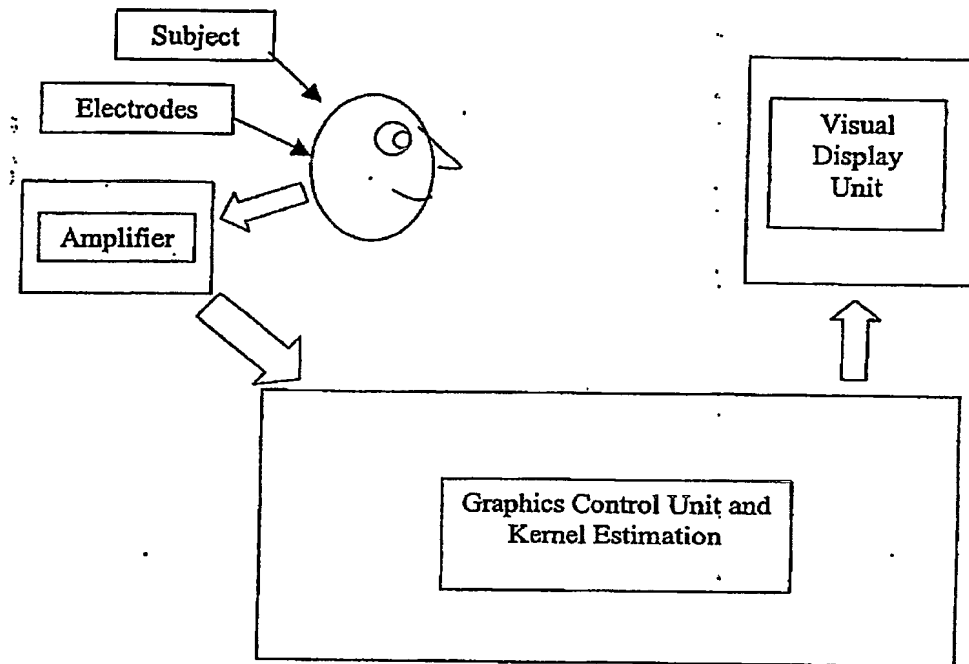 Subject
Electrodes
Amplifier
Visual
Display
Unit
Graphics Control Unit and
Kernel Estimation